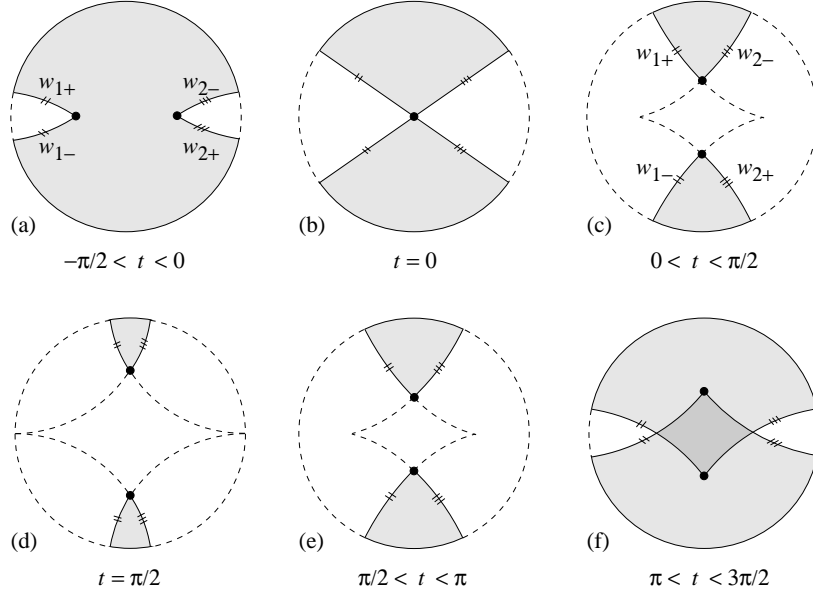 w1+ w2− w1+ w2−
w1− w2+ w1− w2+
(a) (b) (c)
−π/2 < t < 0 t = 0 0 < t < π/2
(d) (e) (f)
t = π/2 π/2 < t < π π < t < 3π/2